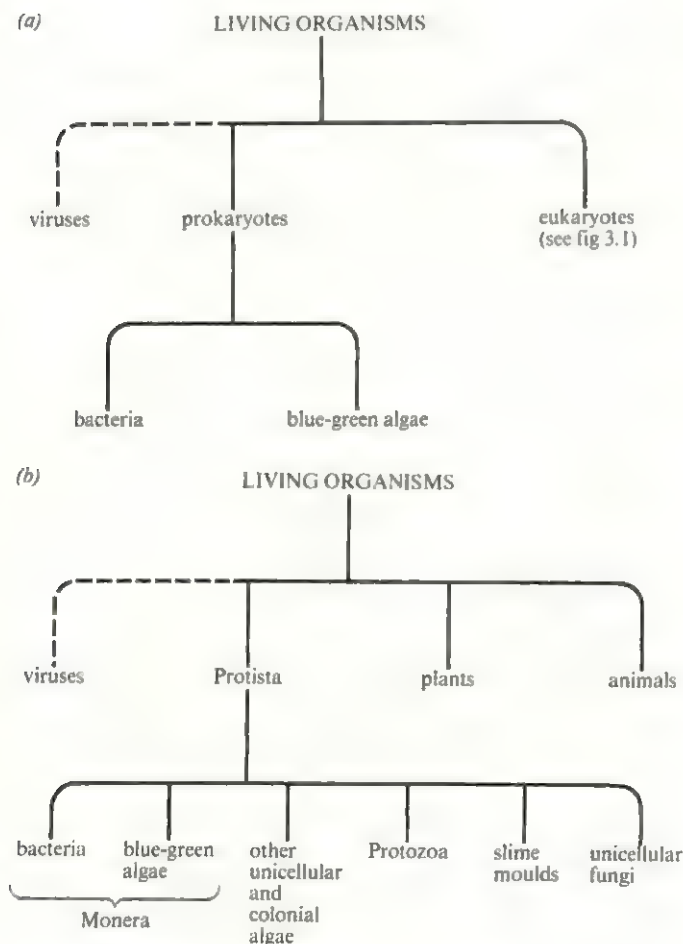 (a) LIVING ORGANISMS
viruses prokaryotes eukaryotes
(see fig 3.1)
bacteria blue-green algae
(b) LIVING ORGANISMS
viruses Protista plants animals
bacteria blue-green other Protozoa slime unicellular
algae unicellular moulds fungi
and
Monera colonial
algae